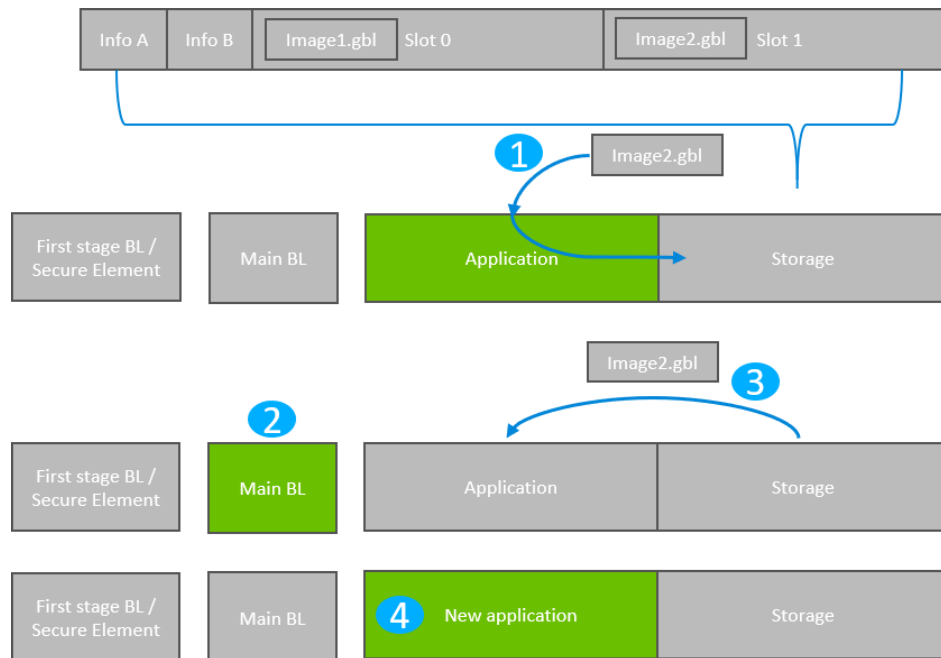 Info A
Info B
Image1.gbl
Slot 0
Image2.gbl
Slot 1
1
Image2.gbl
First stage BL /
Secure Element
Main BL
Application
Storage
Image2.gbl
3
2
First stage BL /
Secure Element
Main BL
Application
Storage
First stage BL /
Secure Element
Main BL
4
New application
Storage